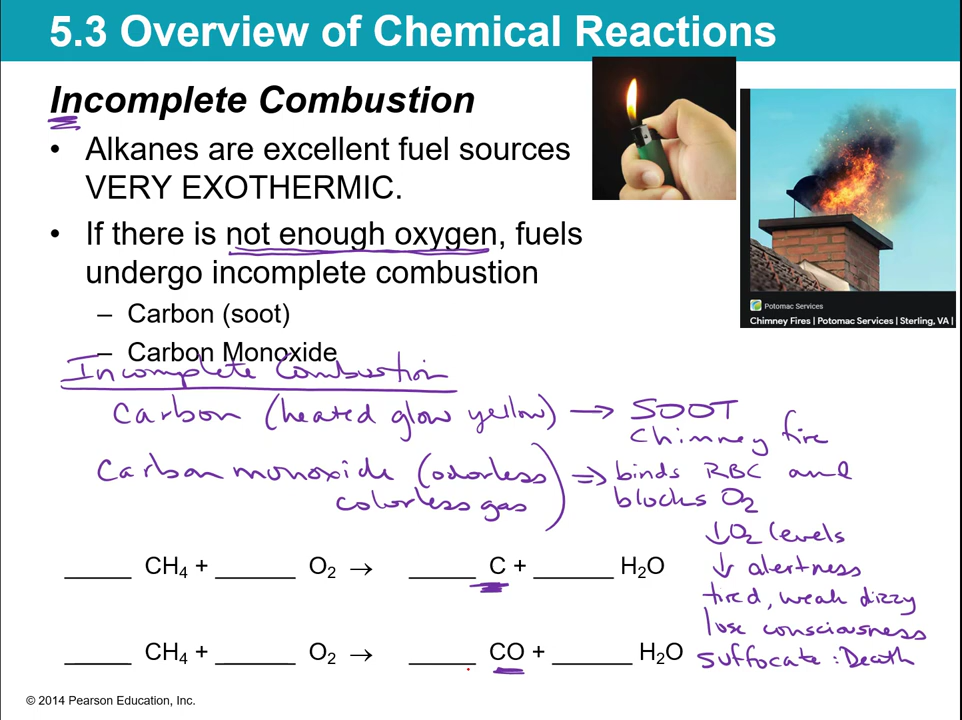 5.3 Overview of Chemical Reactions
Incomplete Combustion
• Alkanes are excellent fuel sources
VERY EXOTHERMIC.
• If there is not enough oxygen, fuels
undergo incomplete combustion
– Carbon (soot)
– Carbon Monoxide
Potomac Services
Chimney Fires | Potomac Services | Sterling, VA |
Incomplete Combustion
Carbon (heated glow yellow) → SOOT
Chimney fire
Carbon monoxide (odorless
colorless gas) ⇒ binds RBC and
blocks O₂
↓O₂ levels
↓ alertness
tired, weak dizzy
lose consciousness
suffocate : Death
_____ CH₄ + ______ O₂ → _____ C + ______ H₂O
_____ CH₄ + ______ O₂ → _____ CO + ______ H₂O
© 2014 Pearson Education, Inc.